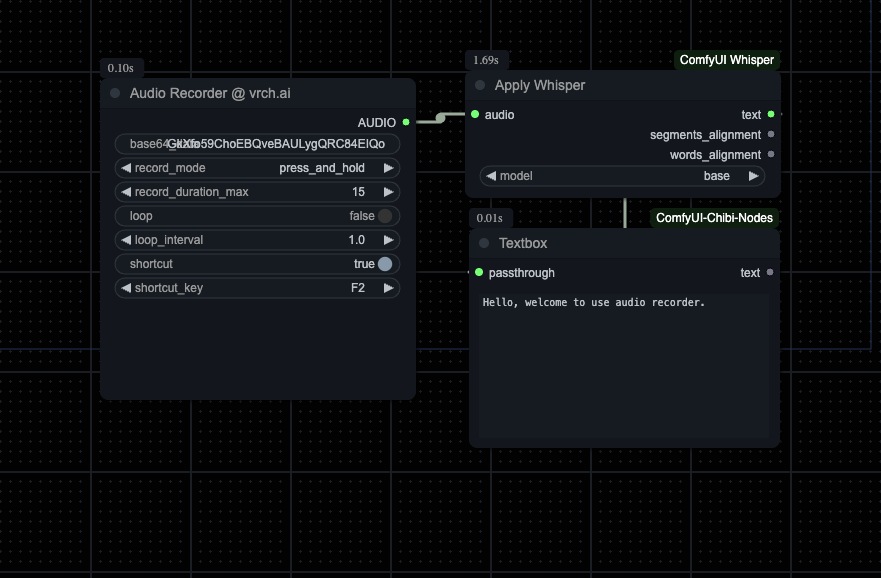 0.10s
Audio Recorder @ vrch.ai
AUDIO
record_mode press_and_hold
record_duration_max 15
loop false
loop_interval 1.0
shortcut true
shortcut_key F2
1.69s ComfyUI Whisper
Apply Whisper
audio text
segments_alignment
words_alignment
model base
0.01s ComfyUI-Chibi-Nodes
Textbox
passthrough text
Hello, welcome to use audio recorder.